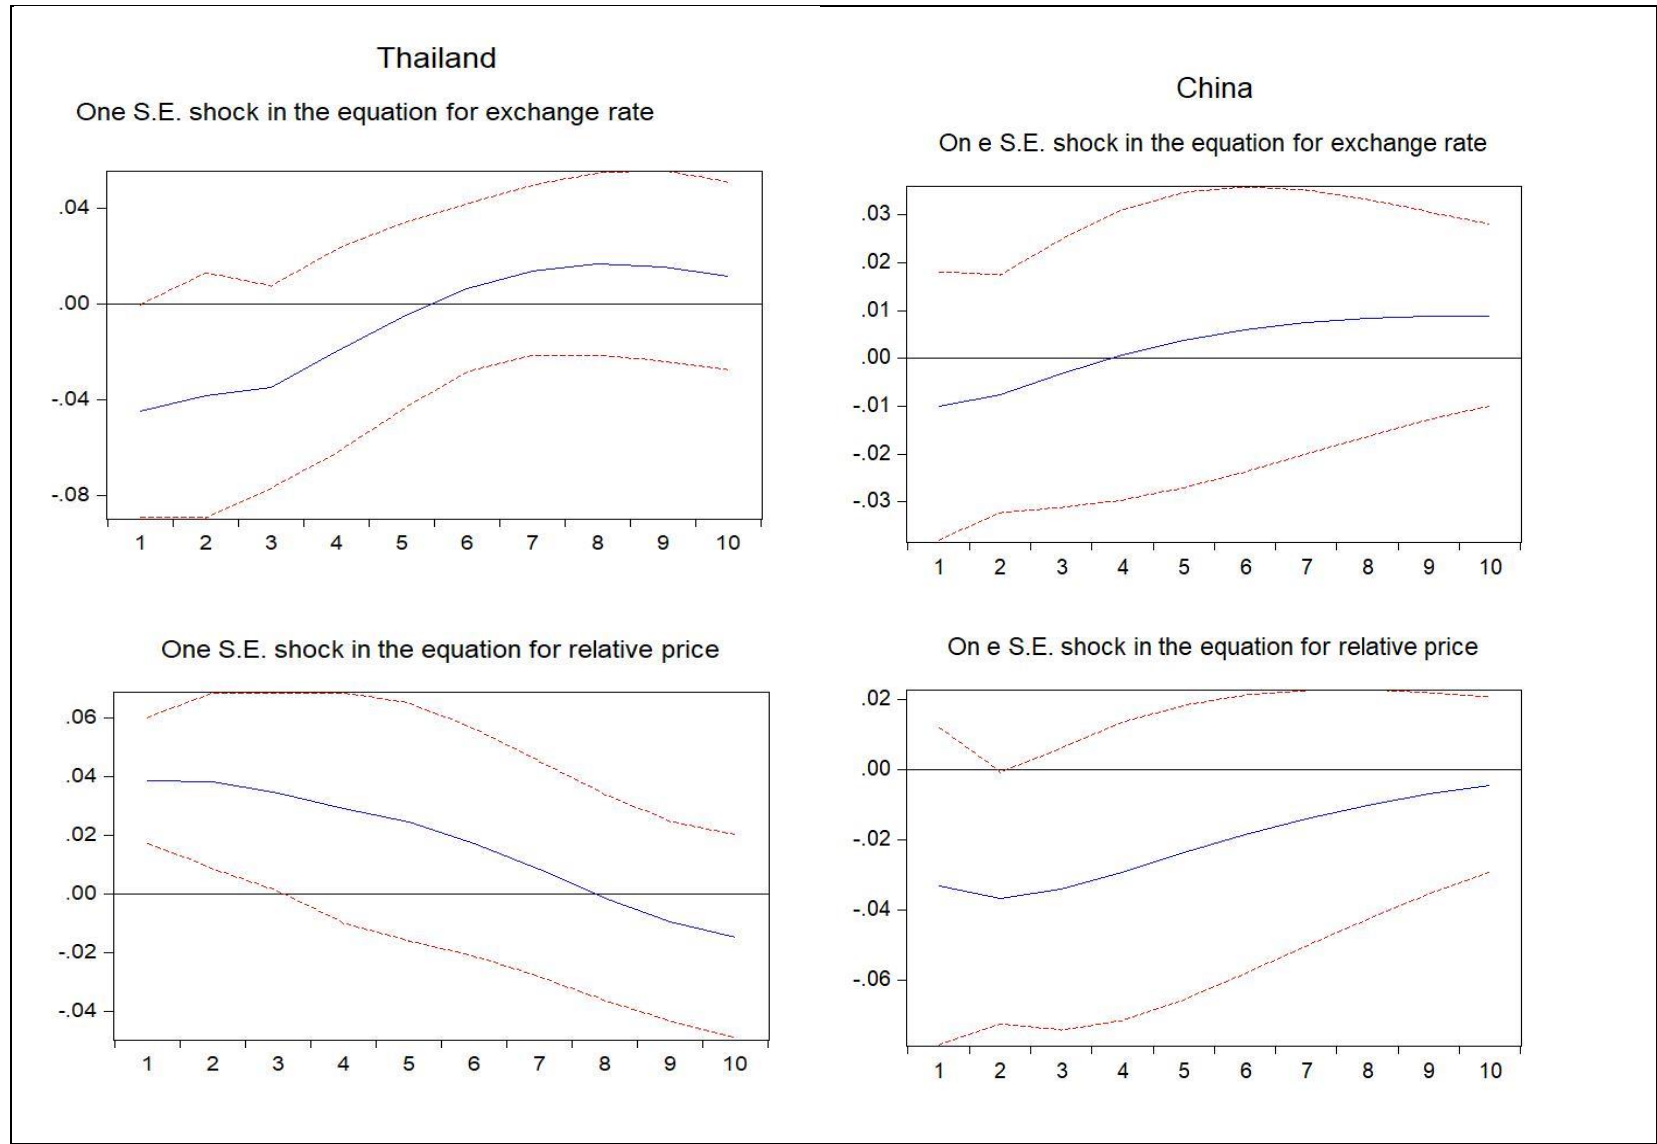 Thailand
One S.E. shock in the equation for exchange rate
.04
.00
-.04
-.08
1 2 3 4 5 6 7 8 9 10
China
On e S.E. shock in the equation for exchange rate
.03
.02
.01
.00
-.01
-.02
-.03
1 2 3 4 5 6 7 8 9 10
One S.E. shock in the equation for relative price
.06
.04
.02
.00
-.02
-.04
1 2 3 4 5 6 7 8 9 10
On e S.E. shock in the equation for relative price
.02
.00
-.02
-.04
-.06
1 2 3 4 5 6 7 8 9 10